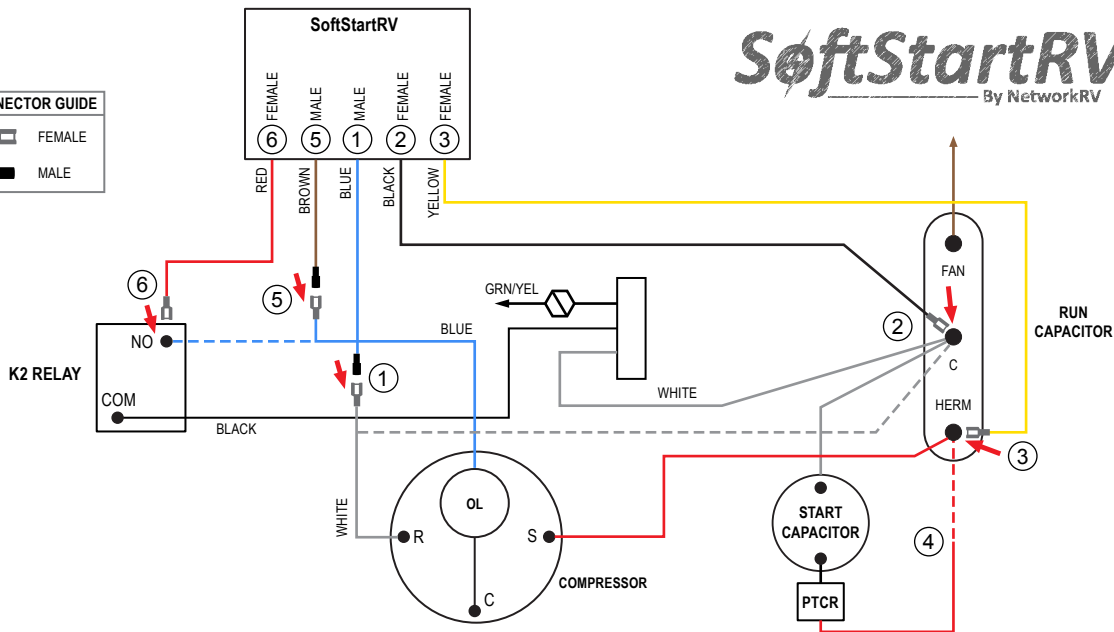 SoftStartRV
SoftStartRV
By NetworkRV
NECTOR GUIDE
FEMALE
MALE
FEMALE
MALE
MALE
FEMALE
FEMALE
6
5
1
2
3
RED
BROWN
BLUE
BLACK
YELLOW
6
5
GRN/YEL
FAN
2
RUN
CAPACITOR
NO
BLUE
C
K2 RELAY
1
COM
WHITE
HERM
BLACK
3
WHITE
OL
R
S
START
CAPACITOR
4
COMPRESSOR
C
PTCR